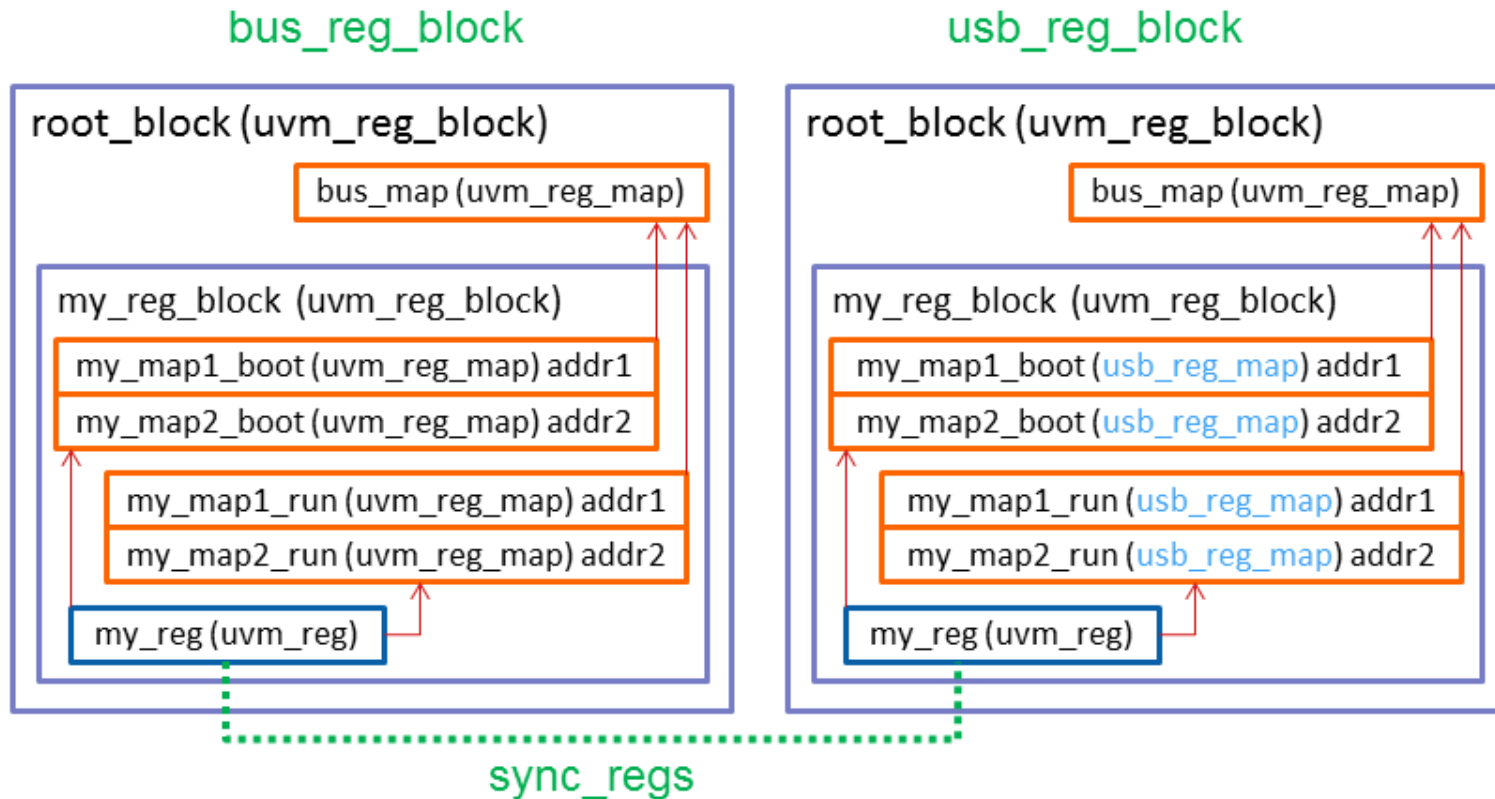 bus_reg_block
root_block (uvm_reg_block)
bus_map (uvm_reg_map)
my_reg_block (uvm_reg_block)
my_map1_boot (uvm_reg_map) addr1
my_map2_boot (uvm_reg_map) addr2
my_map1_run (uvm_reg_map) addr1
my_map2_run (uvm_reg_map) addr2
my_reg (uvm_reg)
usb_reg_block
root_block (uvm_reg_block)
bus_map (uvm_reg_map)
my_reg_block (uvm_reg_block)
my_map1_boot (usb_reg_map) addr1
my_map2_boot (usb_reg_map) addr2
my_map1_run (usb_reg_map) addr1
my_map2_run (usb_reg_map) addr2
my_reg (uvm_reg)
sync_regs